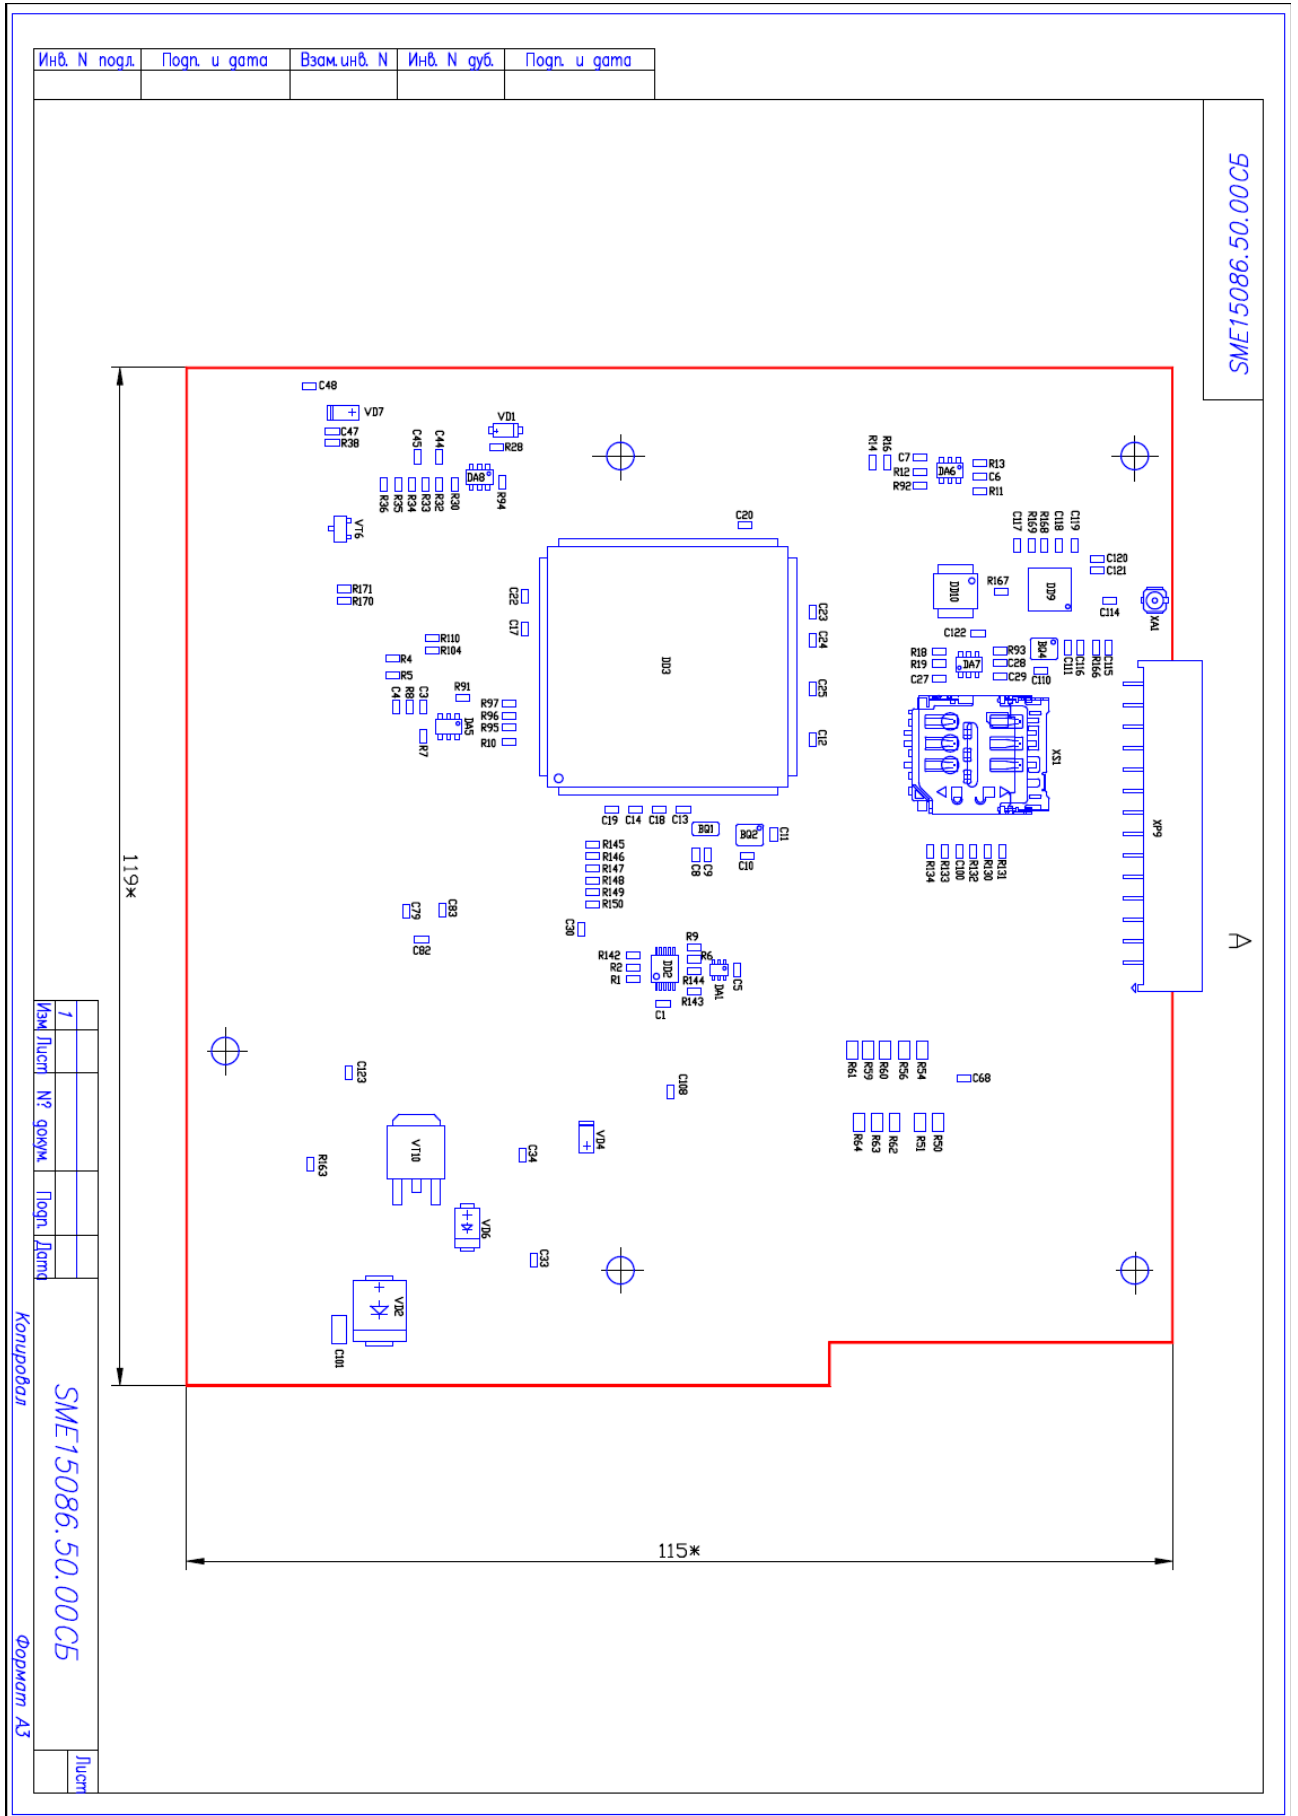 Инв. N подл.
Подп. и дата
Взам.инв. N
Инв. N дуб.
Подп. и дата
SME15086.50.00СБ
C48
VD7
C47
R38
VD1
R28
C45
C44
DA8
R94
R36
R35
R34
R33
R32
R30
VT6
R171
R170
R110
R104
R4
R5
R91
C4
R8
C3
R7
DA5
R97
R96
R95
R10
C22
C17
C20
DD3
C23
C24
C25
C12
R14
R16
C7
R12
R92
DA6
R13
C6
R11
C117
R169
R168
C118
C119
C120
C121
C114
XA1
DD10
R167
DD9
C122
R18
R19
C27
DA7
R93
C28
C29
BQ4
C110
C111
C116
R166
C115
XS1
XP9
A
C19
C14
C18
C13
BQ1
BQ2
C11
C8
C9
C10
R145
R146
R147
R148
R149
R150
C30
R134
R133
C100
R132
R130
R131
C79
C83
C82
R142
R2
R1
DD2
R9
R6
R144
R143
DA1
C5
C1
119*
C123
C108
R61
R59
R60
R56
R54
C68
R64
R63
R62
R51
R50
VT10
R163
C34
VD4
VD6
C33
VD2
C101
115*
1
Изм.
Лист
N? докум.
Подп.
Дата
SME15086.50.00СБ
Лист
Копировал
Формат А3